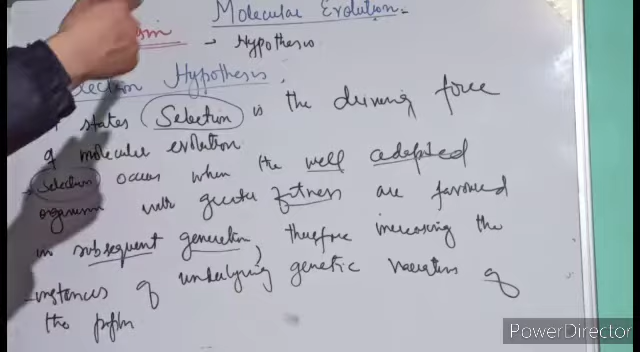 Molecular Evolution.
- Hypothesis
Hypothesis.
states Selection is the driving force
of molecular evolution
Selection occurs when the well adapted
organism with greater fitness are favoured
in subsequent generation, therefore increasing the
instances of underlying genetic variation of
the popln
PowerDirector